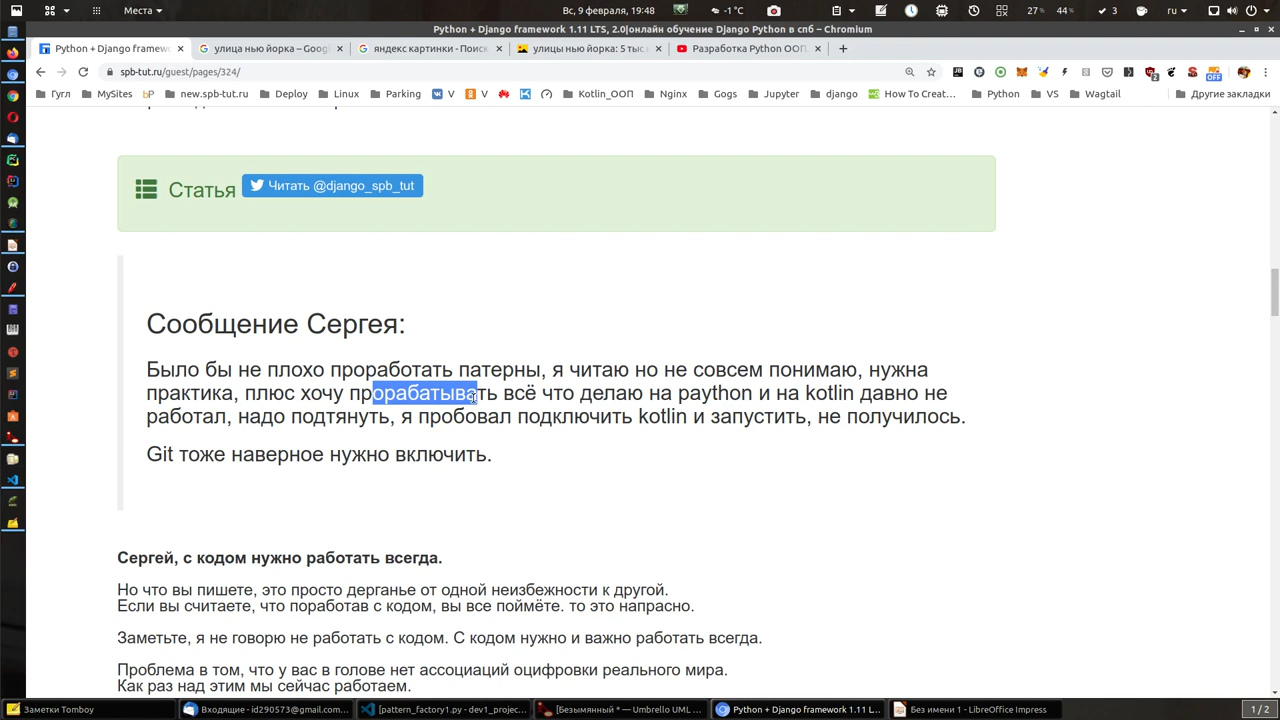 Места
Вс, 9 февраля, 19:48
-1 °C
27 %
44%
3
ru
Python + Django framework 1.11 LTS, 2.0|онлайн обучение Django Python в спб – Chromium
Python + Django framew
улица нью йорка – Goog
яндекс картинки - Поиск
улицы нью йорка: 5 тыс
Разработка Python ООП.
spb-tut.ru/guest/pages/324/
2
OFF
Гугл
MySites
bP
new.spb-tut.ru
Deploy
Linux
Parking
V
V
Kotlin_ООП
Nginx
Gogs
Jupyter
django
How To Creat…
Python
VS
Wagtail
Другие закладки
Статья
Читать @django_spb_tut
Сообщение Сергея:
Было бы не плохо проработать патерны, я читаю но не совсем понимаю, нужна
практика, плюс хочу прорабатывать всё что делаю на paython и на kotlin давно не
работал, надо подтянуть, я пробовал подключить kotlin и запустить, не получилось.
Git тоже наверное нужно включить.
Сергей, с кодом нужно работать всегда.
Но что вы пишете, это просто дерганье от одной неизбежности к другой.
Если вы считаете, что поработав с кодом, вы все поймёте. то это напрасно.
Заметьте, я не говорю не работать с кодом. С кодом нужно и важно работать всегда.
Проблема в том, что у вас в голове нет ассоциаций оцифровки реального мира.
Как раз над этим мы сейчас работаем.
Заметки Tomboy
Входящие - id290573@gmail.com…
[pattern_factory1.py - dev1_projec…
[Безымянный * — Umbrello UML …
Python + Django framework 1.11 L…
Без имени 1 - LibreOffice Impress
1 / 2